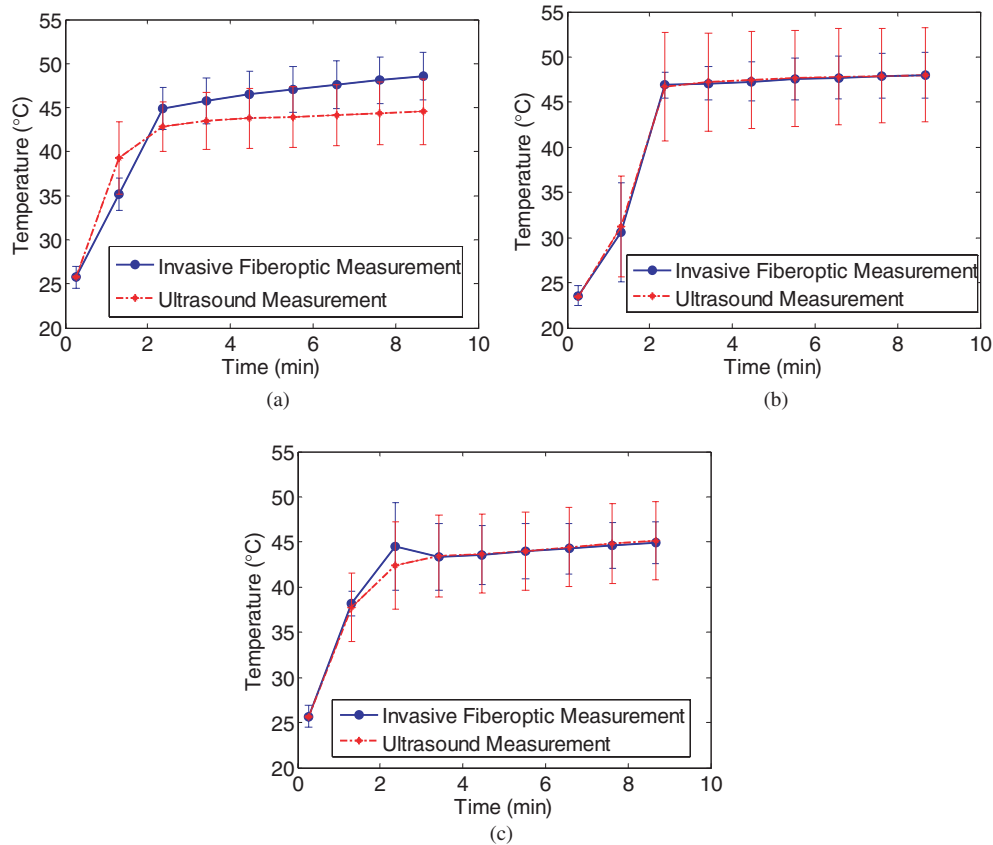 55
50
45
40
35
30
25
20
Temperature (°C)
Invasive Fiberoptic Measurement
Ultrasound Measurement
0 2 4 6 8 10
Time (min)
(a)
55
50
45
40
35
30
25
20
Temperature (°C)
Invasive Fiberoptic Measurement
Ultrasound Measurement
0 2 4 6 8 10
Time (min)
(b)
55
50
45
40
35
30
25
20
Temperature (°C)
Invasive Fiberoptic Measurement
Ultrasound Measurement
0 2 4 6 8 10
Time (min)
(c)